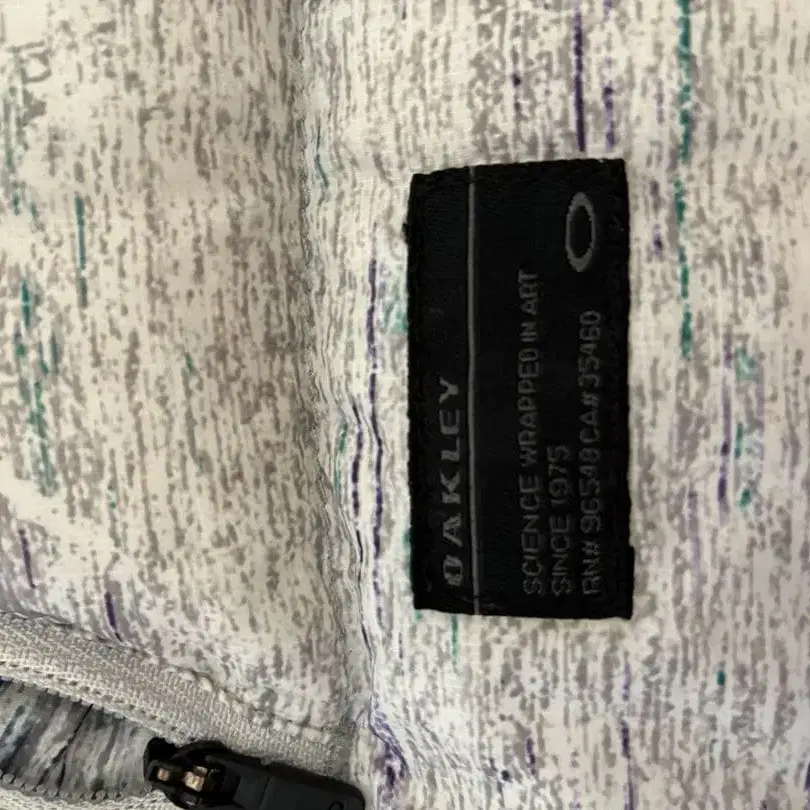 OAKLEY
SCIENCE WRAPPED IN ART
SINCE 1975
RN# 96548 CA#35460